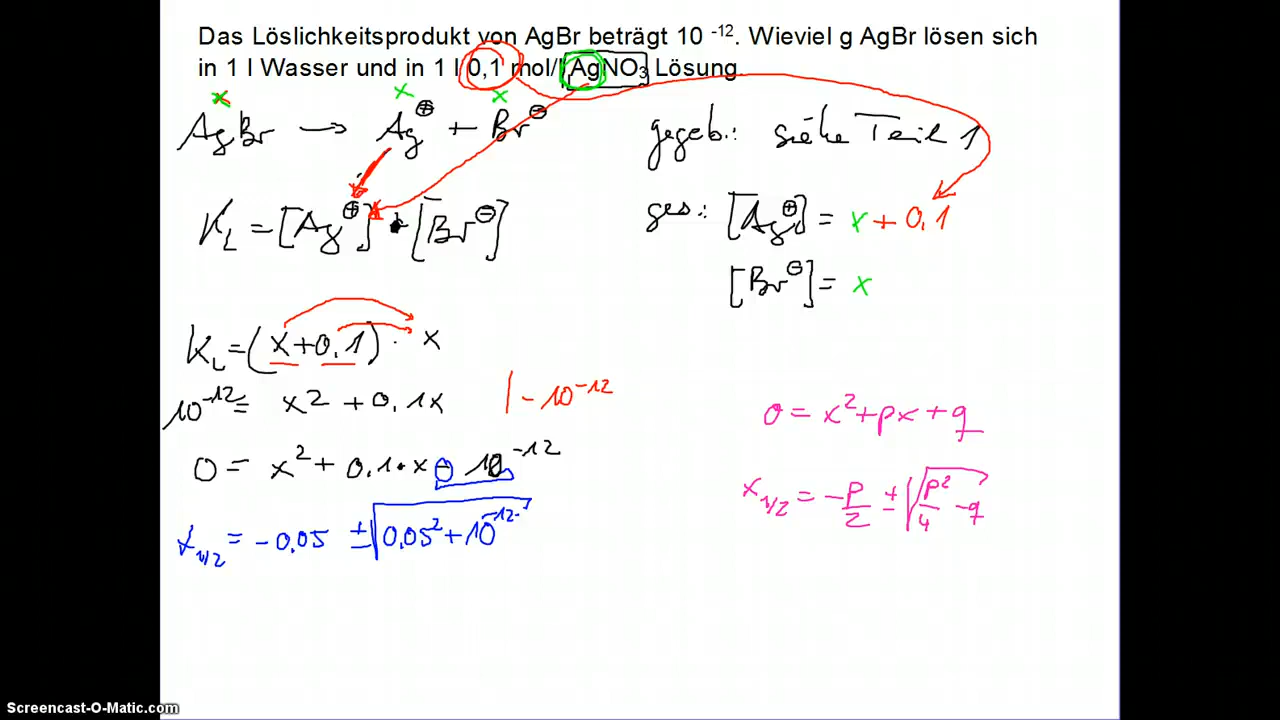 Das Löslichkeitsprodukt von AgBr beträgt 10 ⁻¹². Wieviel g AgBr lösen sich
in 1 l Wasser und in 1 l 0,1 mol/l AgNO₃ Lösung.
x x x
AgBr → Ag⊕ + Br⊖
gegeb.: siehe Teil 1
K_L = [Ag⊕] · [Br⊖]
ges.: [Ag⊕] = x + 0,1
[Br⊖] = x
K_L = (x+0,1) · x
10⁻¹² = x2 + 0,1x | - 10⁻¹²
0 = x² + px + q
0 = x² + 0,1·x - 10⁻¹²
x₁/₂ = -p/2 ± √(p²/4 - q)
x₁/₂ = -0,05 ± √(0,05² + 10⁻¹²)
Screencast-O-Matic.com